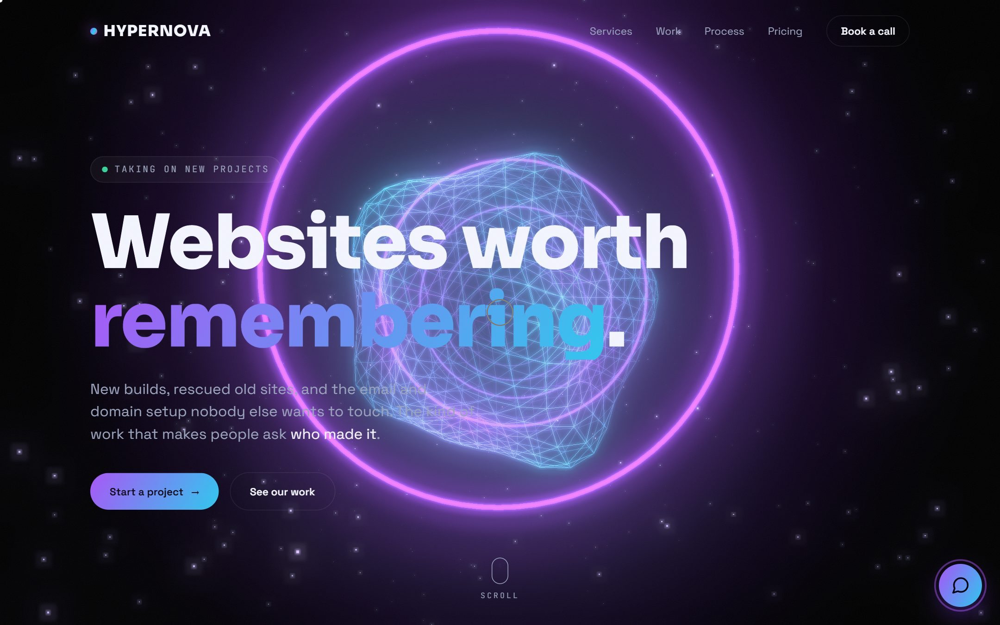 HYPERNOVA
Services Work Process Pricing Book a call
TAKING ON NEW PROJECTS
Websites worth
remembering.
New builds, rescued old sites, and the email and
domain setup nobody else wants to touch. The kind of
work that makes people ask who made it.
Start a project → See our work
SCROLL